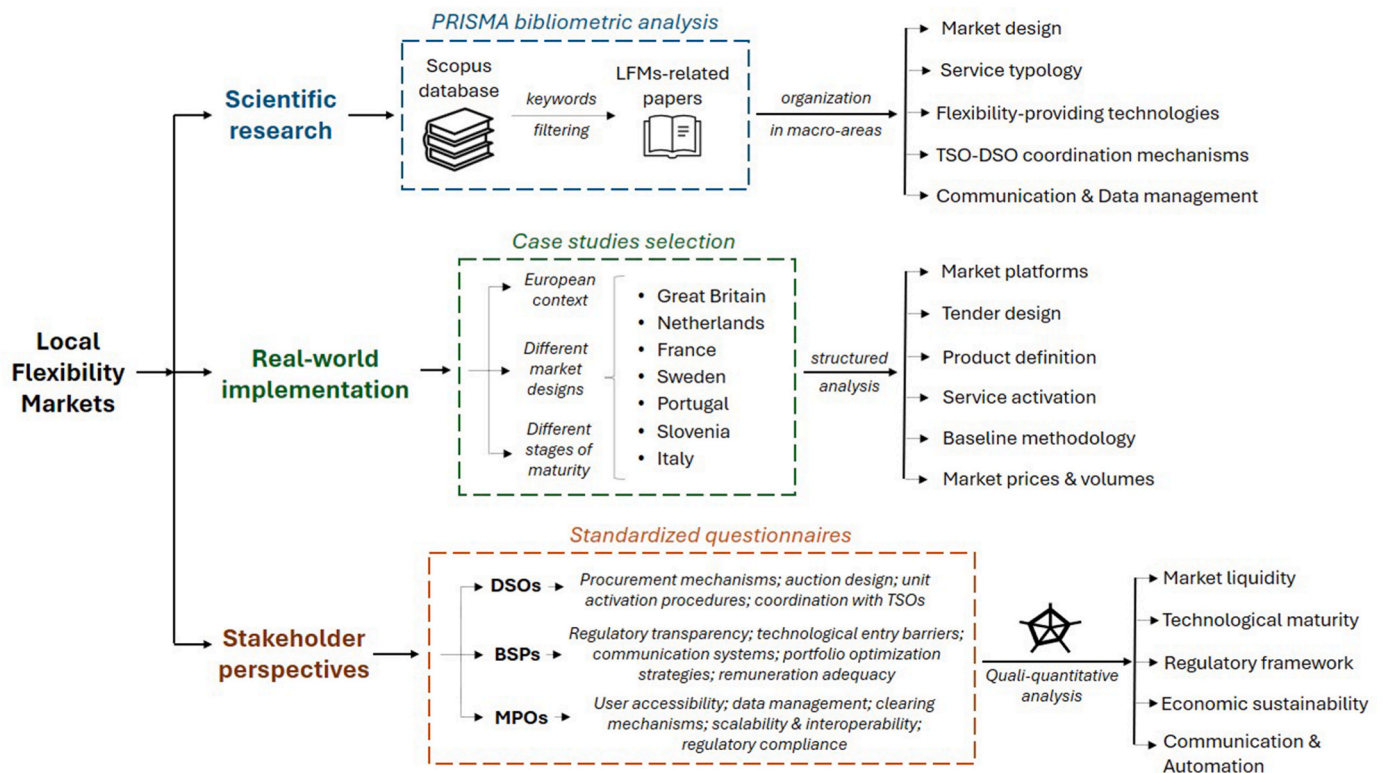 Local
Flexibility
Markets
Scientific
research
PRISMA bibliometric analysis
Scopus
database
keywords
filtering
LFMs-related
papers
organization
in macro-areas
Market design
Service typology
Flexibility-providing technologies
TSO-DSO coordination mechanisms
Communication & Data management
Real-world
implementation
Case studies selection
European
context
Different
market
designs
Different
stages of
maturity
• Great Britain
• Netherlands
• France
• Sweden
• Portugal
• Slovenia
• Italy
structured
analysis
Market platforms
Tender design
Product definition
Service activation
Baseline methodology
Market prices & volumes
Stakeholder
perspectives
Standardized questionnaires
DSOs
Procurement mechanisms; auction design; unit
activation procedures; coordination with TSOs
BSPs
Regulatory transparency; technological entry barriers;
communication systems; portfolio optimization
strategies; remuneration adequacy
MPOs
User accessibility; data management; clearing
mechanisms; scalability & interoperability;
regulatory compliance
Quali-quantitative
analysis
Market liquidity
Technological maturity
Regulatory framework
Economic sustainability
Communication &
Automation